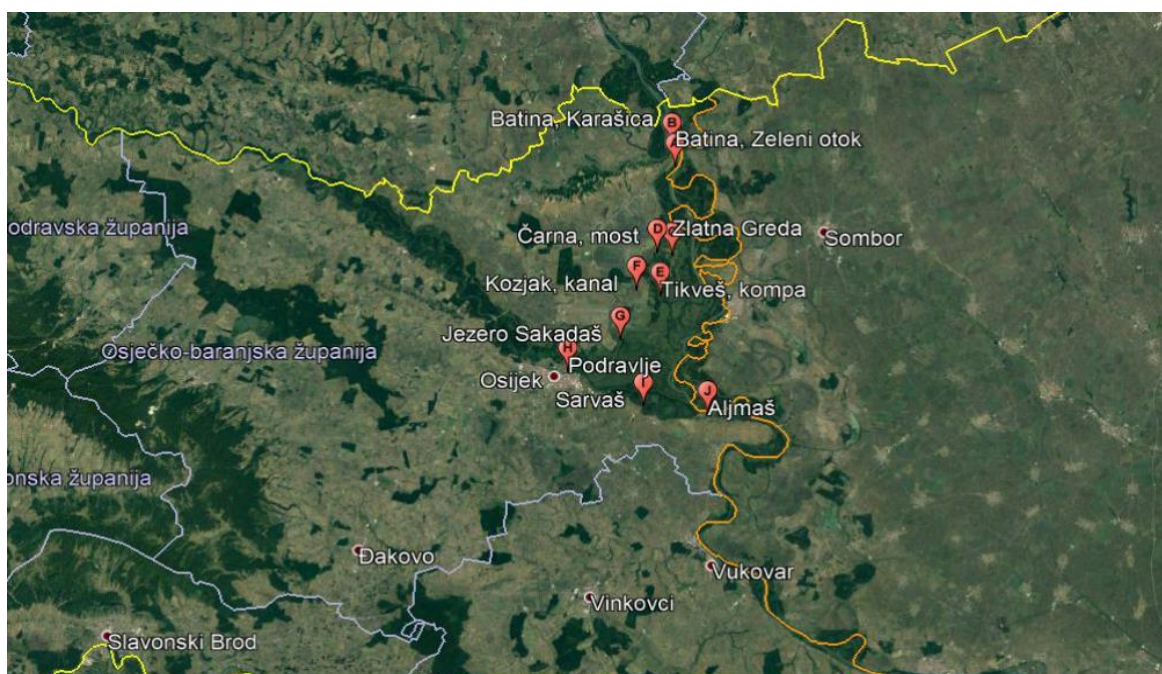 B
Batina, Karašica
Batina, Zeleni otok
odravska županija
D
Čarna, most
Zlatna Greda
Sombor
F
E
Kozjak, kanal
Tikveš, kompa
G
Jezero Sakadaš
H
Osječko-baranjska županija
Podravlje
Osijek
I
J
Sarvaš
Aljmaš
onska županija
Đakovo
Vukovar
Vinkovci
Slavonski Brod